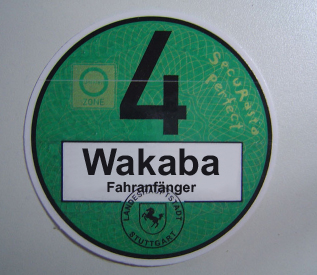 4
SecuRasta
perfect
ZONE
Wakaba
Fahranfänger
LANDESHAUPTSTADT
STUTTGART